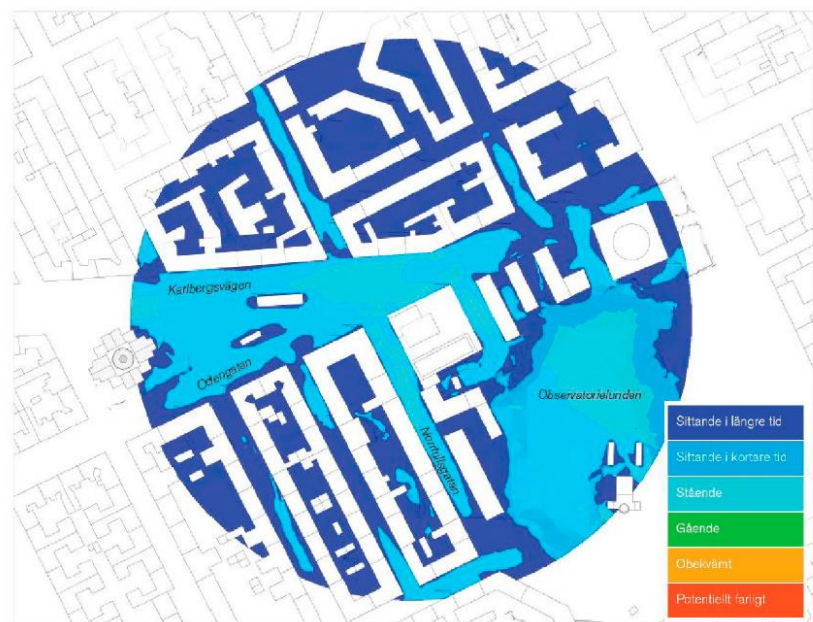 Karlbergsvägen
Odengatan
Norrtullsgatan
Observatorielunden
Sittande i längre tid
Sittande i kortare tid
Stående
Gående
Obekvämt
Potentiellt farligt